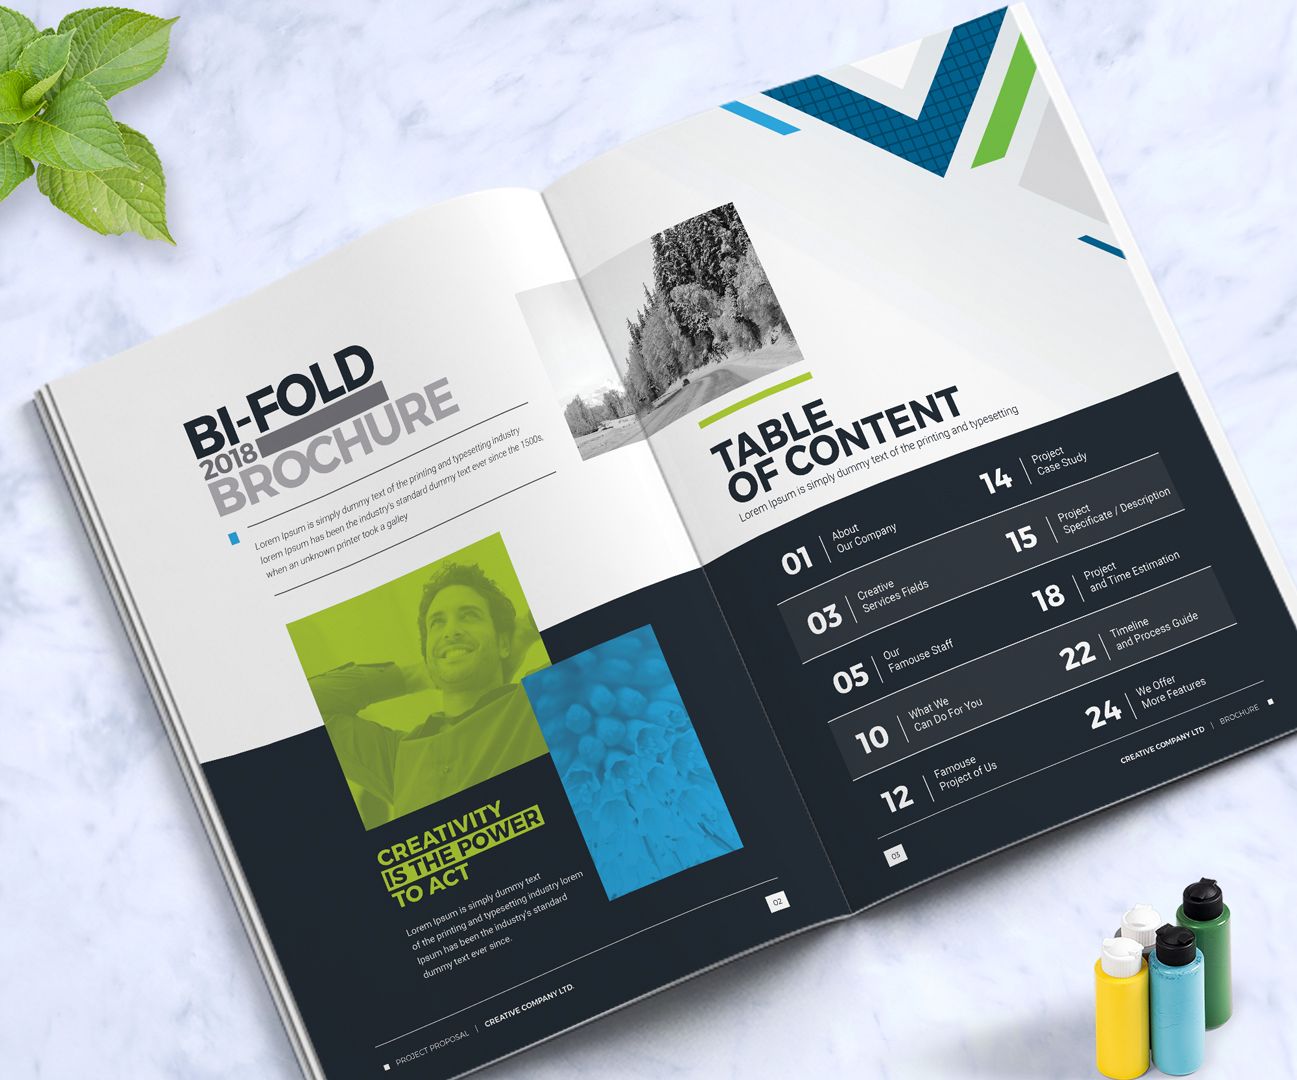 BI-FOLD
2018
BROCHURE
Lorem Ipsum is simply dummy text of the printing and typesetting industry
lorem Ipsum has been the industry's standard dummy text ever since the 1500s,
when an unknown printer took a galley
CREATIVITY
IS THE POWER
TO ACT
Lorem Ipsum is simply dummy text
of the printing and typesetting industry lorem
Ipsum has been the industry's standard
dummy text ever since.
02
PROJECT PROPOSAL | CREATIVE COMPANY LTD.
TABLE
OF CONTENT
Lorem Ipsum is simply dummy text of the printing and typesetting
01 About
Our Company
03 Creative
Services Fields
05 Our
Famouse Staff
10 What We
Can Do For You
12 Famouse
Project of Us
14 Project
Case Study
15 Project
Specificate / Description
18 Project
and Time Estimation
22 Timeline
and Process Guide
24 We Offer
More Features
CREATIVE COMPANY LTD | BROCHURE
03